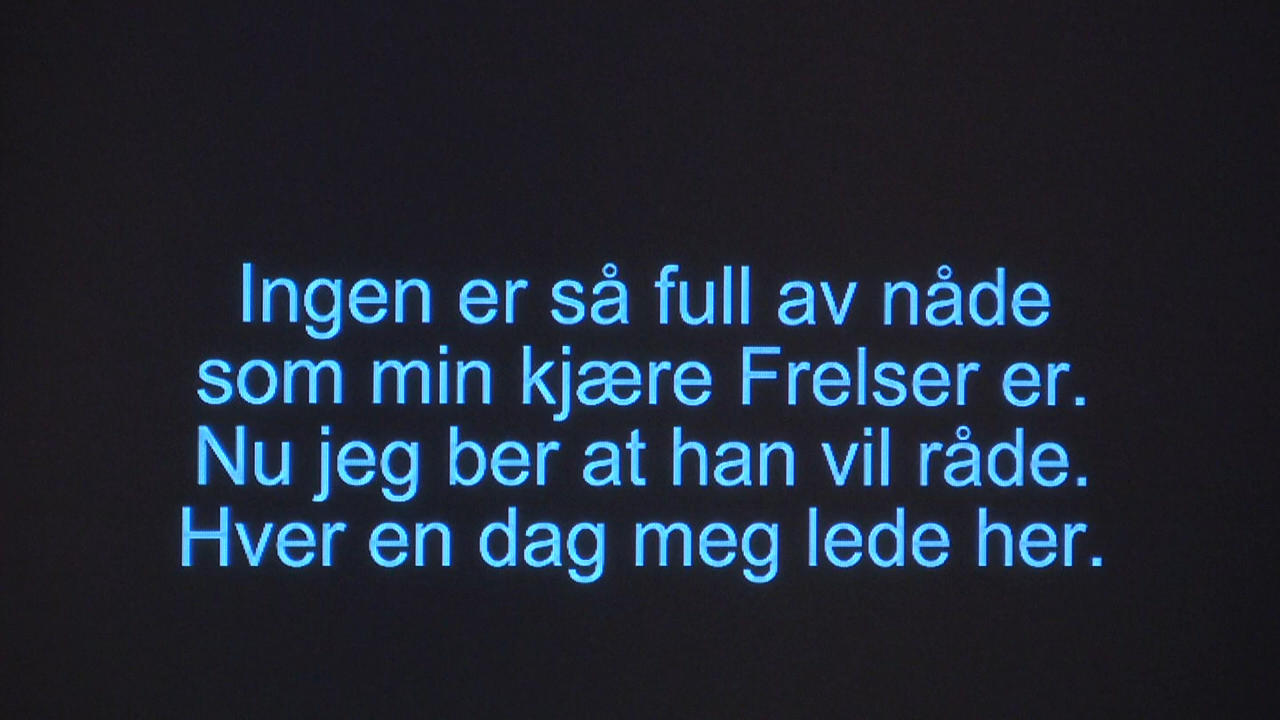 Ingen er så full av nåde
som min kjære Frelser er.
Nu jeg ber at han vil råde.
Hver en dag meg lede her.